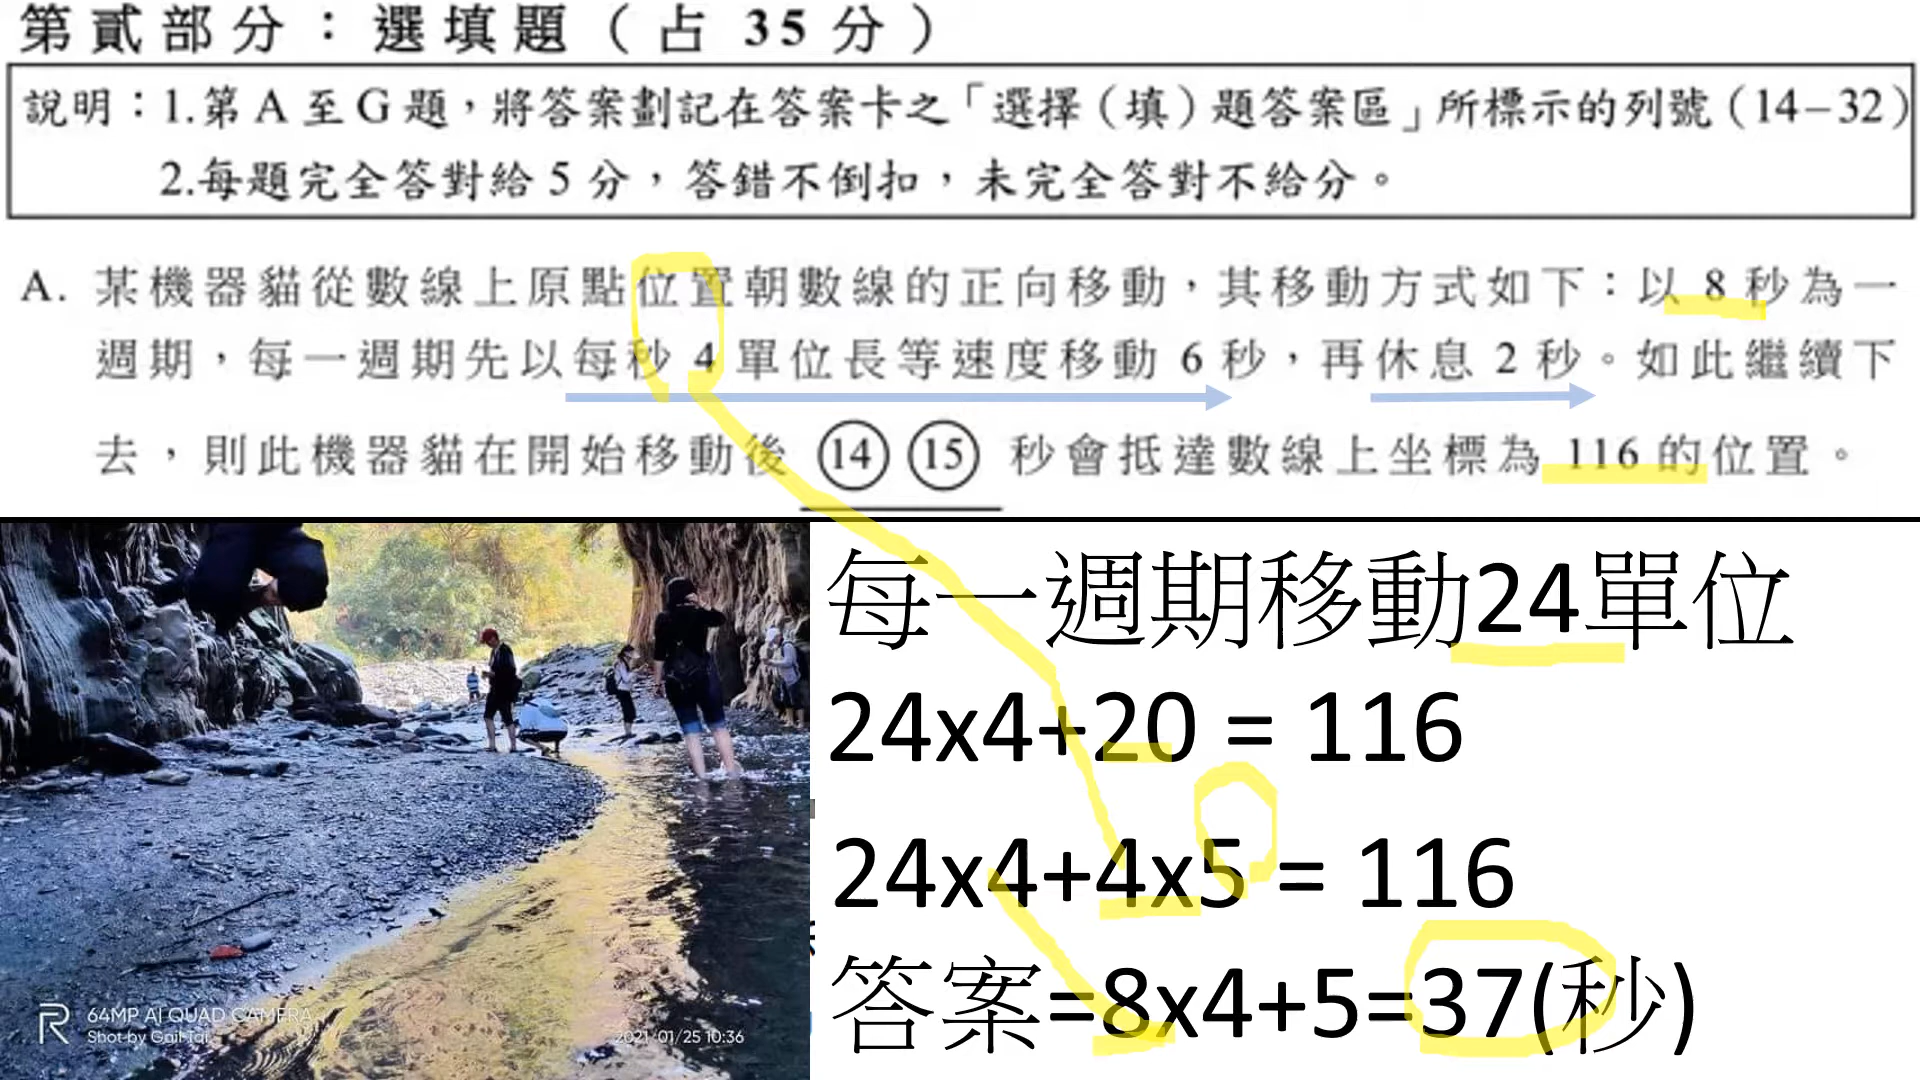 第貳部分：選填題（占 35 分）
說明：1.第 A 至 G 題，將答案劃記在答案卡之「選擇（填）題答案區」所標示的列號（14－32）
2.每題完全答對給 5 分，答錯不倒扣，未完全答對不給分。
A. 某機器貓從數線上原點位置朝數線的正向移動，其移動方式如下：以 8 秒為一
週期，每一週期先以每秒 4 單位長等速度移動 6 秒，再休息 2 秒。如此繼續下
去，則此機器貓在開始移動後 ⑭ ⑮ 秒會抵達數線上坐標為 116 的位置。
每一週期移動24單位
24x4+20 = 116
24x4+4x5 = 116
答案=8x4+5=37(秒)
R 64MP AI QUAD CAMERA
Shot by Gail Tai
2021/01/25 10:36